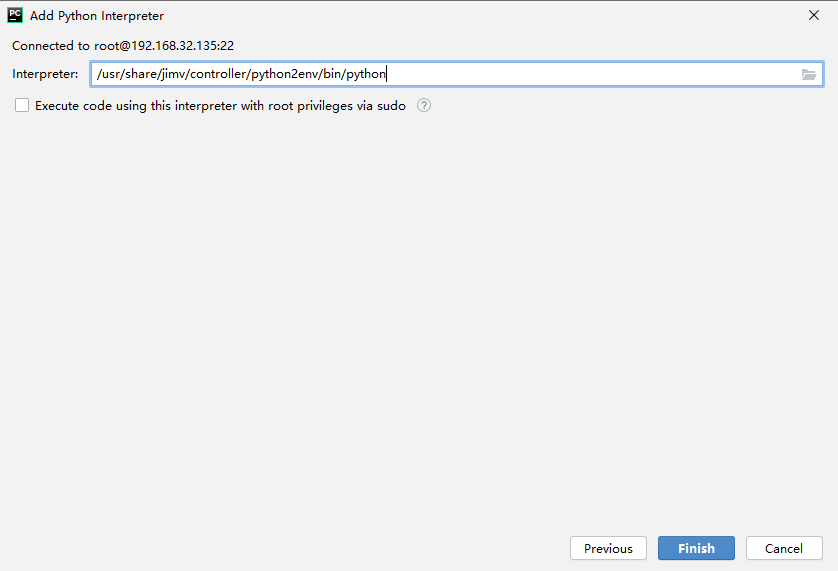 PC Add Python Interpreter
Connected to root@192.168.32.135:22
Interpreter: /usr/share/jimv/controller/python2env/bin/python
Execute code using this interpreter with root privileges via sudo ?
Previous Finish Cancel